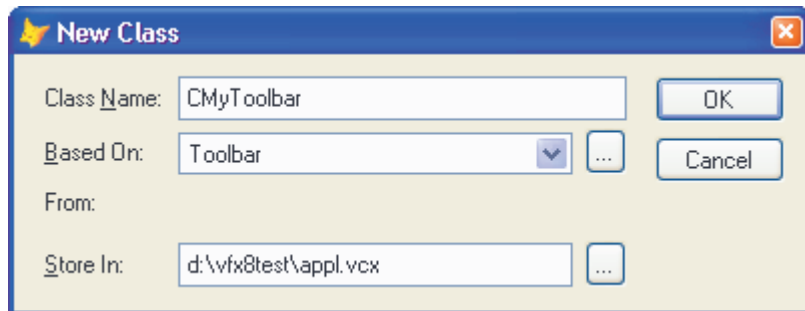 New Class
Class Name: CMyToolbar OK
Based On: Toolbar ... Cancel
From:
Store In: d:\vfx8test\appl.vcx ...